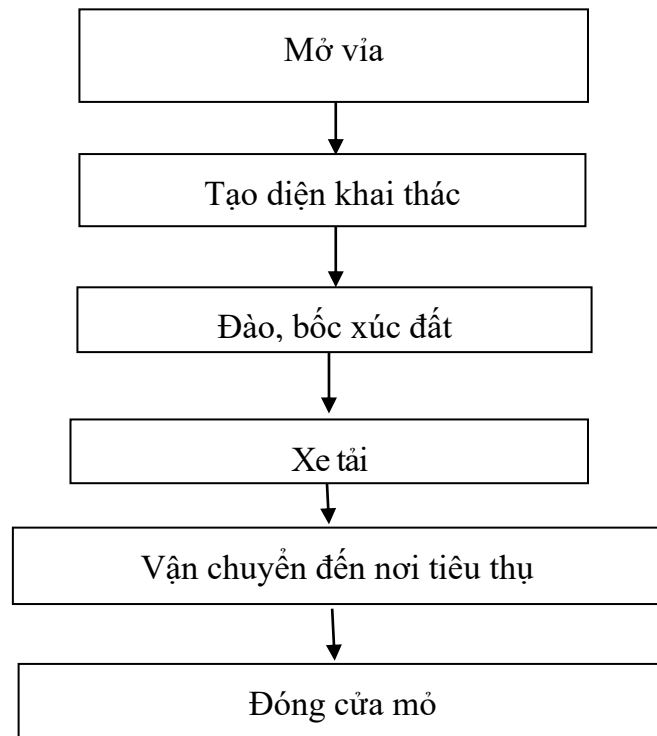 Mở vỉa
Tạo diện khai thác
Đào, bốc xúc đất
Xe tải
Vận chuyển đến nơi tiêu thụ
Đóng cửa mỏ